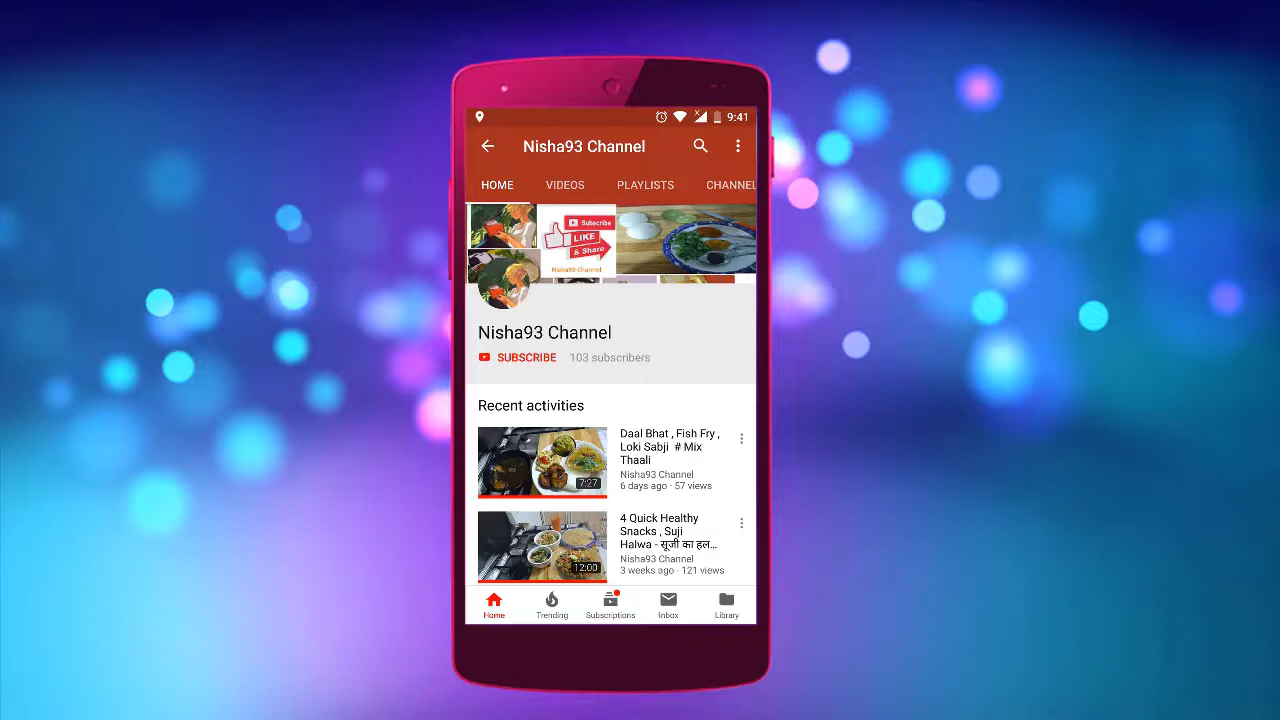 9:41
Nisha93 Channel
HOME VIDEOS PLAYLISTS CHANNEL
Subscribe
LIKE
& Share
Nisha93 Channel
Nisha93 Channel
SUBSCRIBE 103 subscribers
Recent activities
Daal Bhat , Fish Fry ,
Loki Sabji # Mix
Thaali
Nisha93 Channel
6 days ago · 57 views
7:27
4 Quick Healthy
Snacks , Suji
Halwa - सूजी का हल...
Nisha93 Channel
3 weeks ago · 121 views
12:00
Home Trending Subscriptions Inbox Library